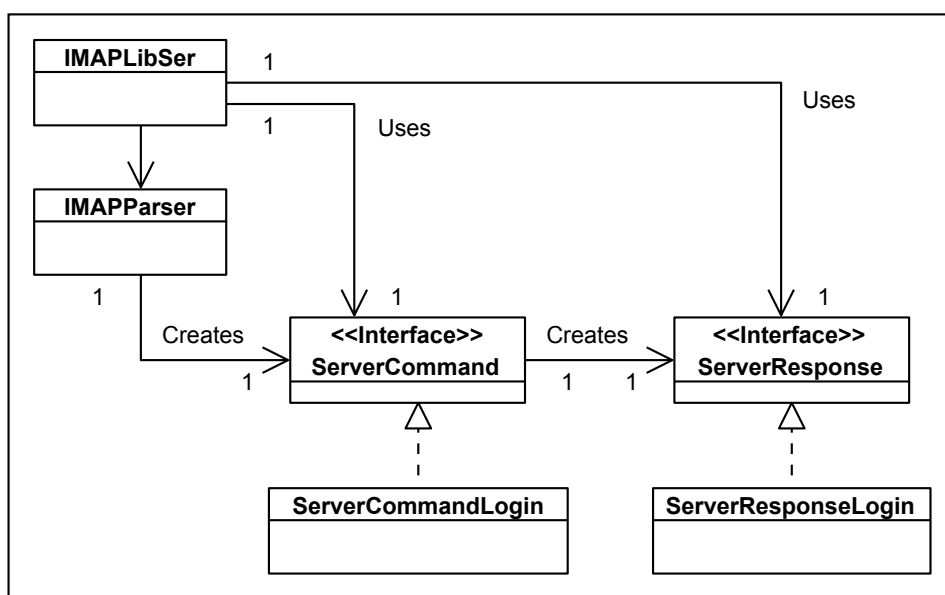 IMAPLibSer
1
Uses
1
Uses
IMAPParser
1
1
1
<<Interface>>
ServerCommand
Creates
1
Creates
1
1
<<Interface>>
ServerResponse
ServerCommandLogin
ServerResponseLogin